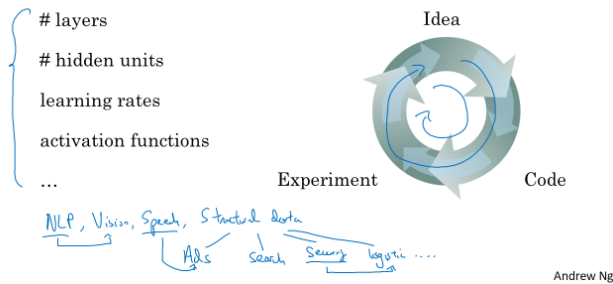 Idea
# layers
# hidden units
learning rates
activation functions
...
Experiment
Code
NLP, Vision, Speech, Structural data
Ads search Security logistic ....
Andrew Ng